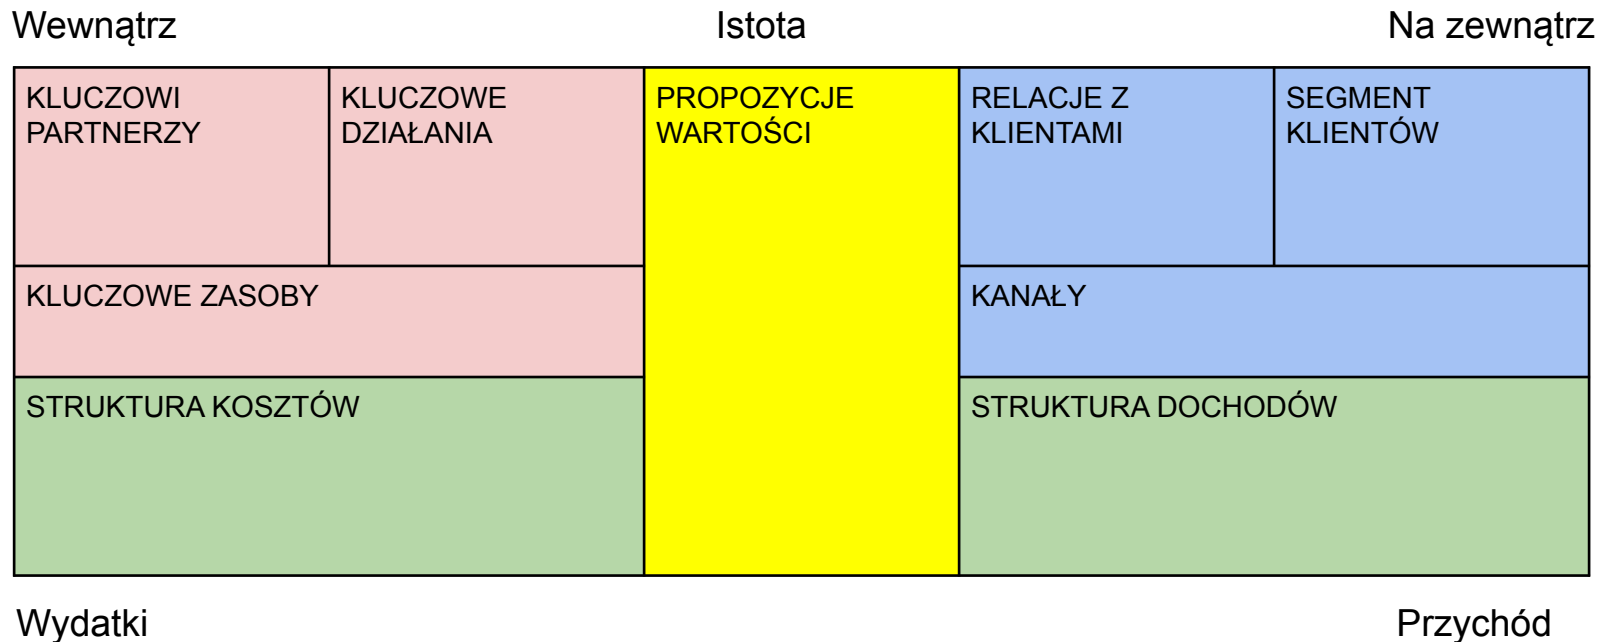 Wewnątrz
Istota
Na zewnątrz
KLUCZOWI
PARTNERZY
KLUCZOWE
DZIAŁANIA
PROPOZYCJE
WARTOŚCI
RELACJE Z
KLIENTAMI
SEGMENT
KLIENTÓW
KLUCZOWE ZASOBY
KANAŁY
STRUKTURA KOSZTÓW
STRUKTURA DOCHODÓW
Wydatki
Przychód